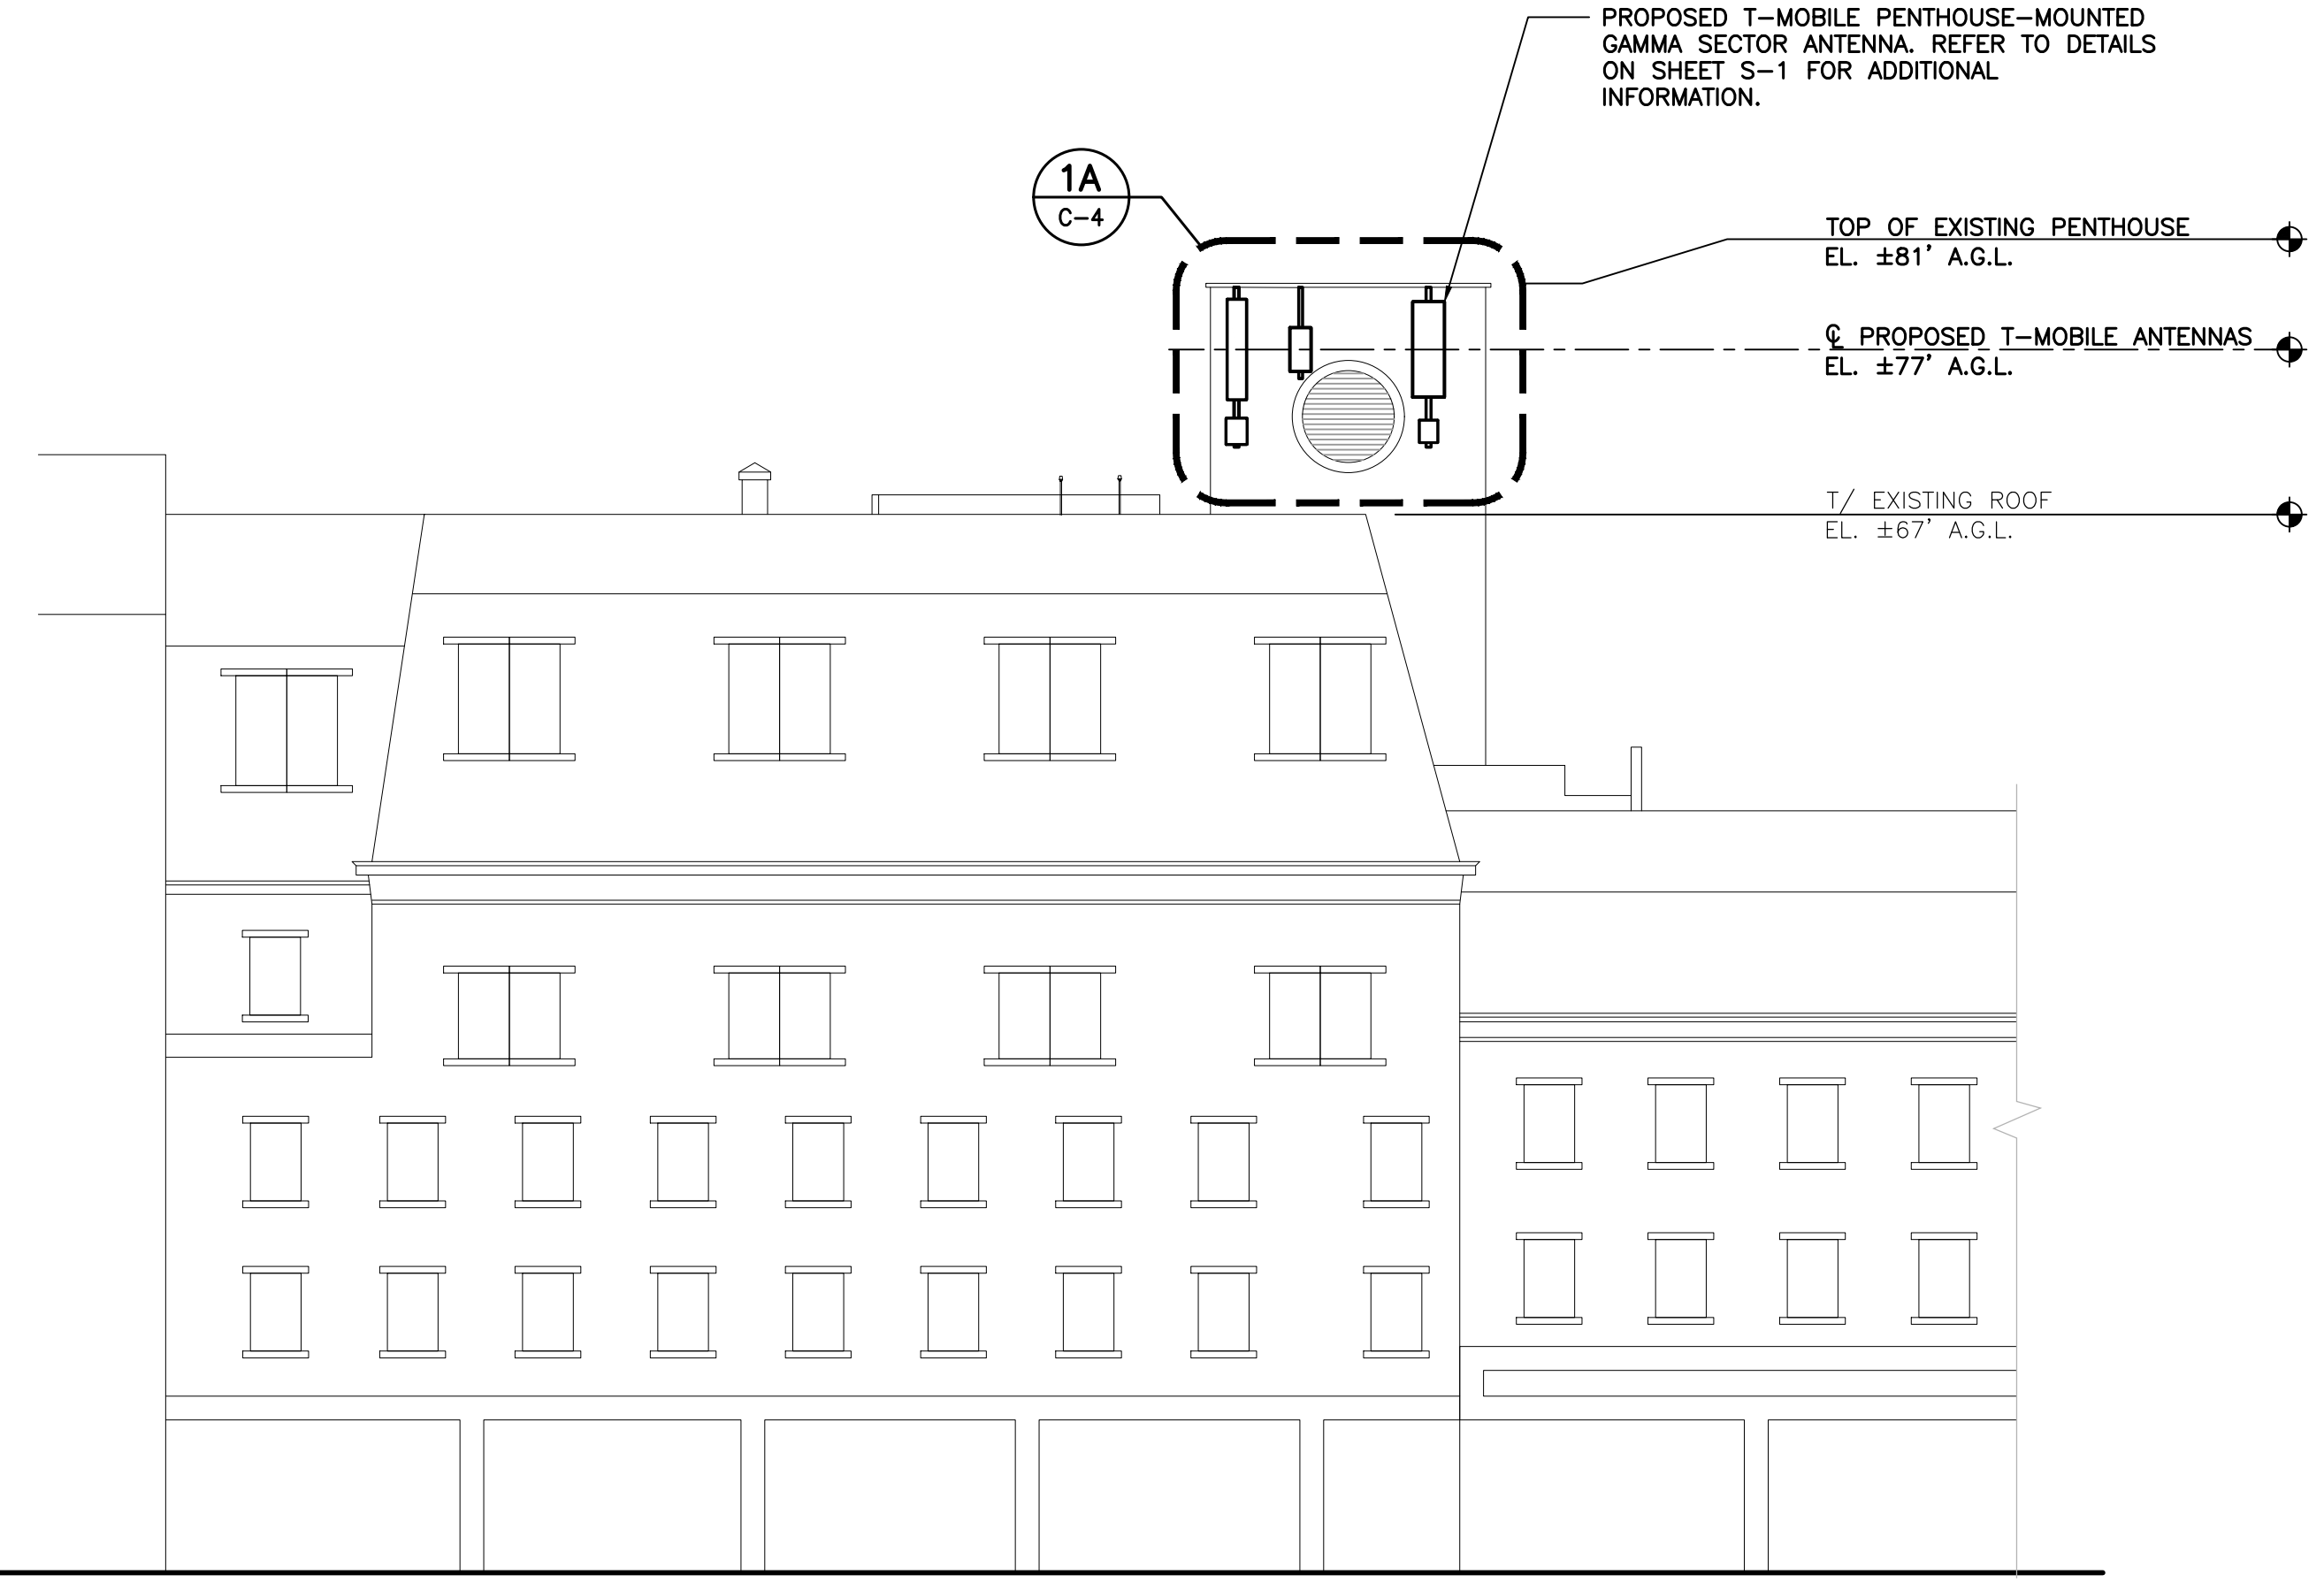 PROPOSED T-MOBILE PENTHOUSE-MOUNTED
GAMMA SECTOR ANTENNA. REFER TO DETAILS
ON SHEET S-1 FOR ADDITIONAL
INFORMATION.
1A
C-4
TOP OF EXISTING PENTHOUSE
EL. ±81' A.G.L.
℄ PROPOSED T-MOBILE ANTENNAS
EL. ±77' A.G.L.
T/ EXISTING ROOF
EL. ±67' A.G.L.